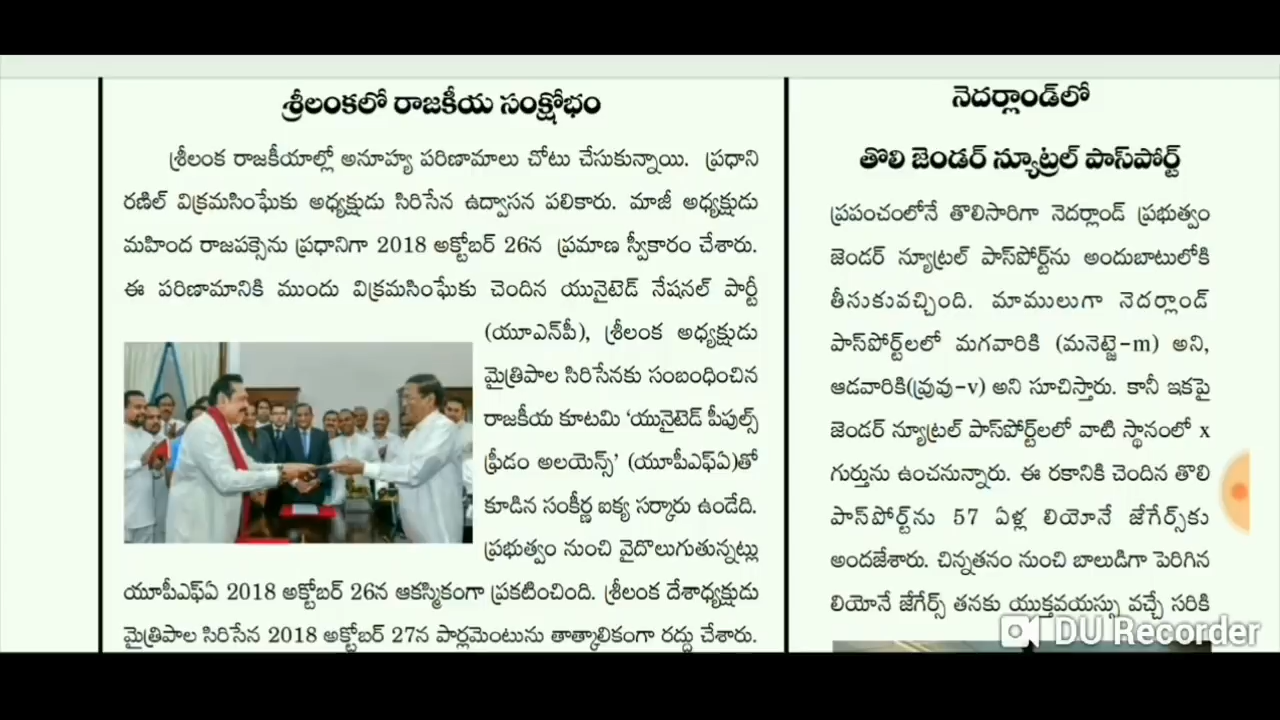 శ్రీలంకలో రాజకీయ సంక్షోభం
శ్రీలంక రాజకీయాల్లో అనూహ్య పరిణామాలు చోటు చేసుకున్నాయి. ప్రధాని
రణిల్ విక్రమసింఘేకు అధ్యక్షుడు సిరిసేన ఉద్వాసన పలికారు. మాజీ అధ్యక్షుడు
మహింద రాజపక్సెను ప్రధానిగా 2018 అక్టోబర్ 26న ప్రమాణ స్వీకారం చేశారు.
ఈ పరిణామానికి ముందు విక్రమసింఘేకు చెందిన యునైటెడ్ నేషనల్ పార్టీ
(యూఎన్‌పీ), శ్రీలంక అధ్యక్షుడు
మైత్రిపాల సిరిసేనకు సంబంధించిన
రాజకీయ కూటమి ‘యునైటెడ్ పీపుల్స్
ఫ్రీడం అలయెన్స్’ (యూపీఎఫ్ఏ)తో
కూడిన సంకీర్ణ ఐక్య సర్కారు ఉండేది.
ప్రభుత్వం నుంచి వైదొలుగుతున్నట్లు
యూపీఎఫ్ఏ 2018 అక్టోబర్ 26న ఆకస్మికంగా ప్రకటించింది. శ్రీలంక దేశాధ్యక్షుడు
మైత్రిపాల సిరిసేన 2018 అక్టోబర్ 27న పార్లమెంటును తాత్కాలికంగా రద్దు చేశారు.
నెదర్లాండ్‌లో
తొలి జెండర్ న్యూట్రల్ పాస్‌పోర్ట్
ప్రపంచంలోనే తొలిసారిగా నెదర్లాండ్ ప్రభుత్వం
జెండర్ న్యూట్రల్ పాస్‌పోర్ట్‌ను అందుబాటులోకి
తీసుకువచ్చింది. మాములుగా నెదర్లాండ్
పాస్‌పోర్ట్‌లలో మగవారికి (మనెట్జె-m) అని,
ఆడవారికి((వ్రువు-v) అని సూచిస్తారు. కానీ ఇకపై
జెండర్ న్యూట్రల్ పాస్‌పోర్ట్‌లలో వాటి స్థానంలో x
గుర్తును ఉంచనున్నారు. ఈ రకానికి చెందిన తొలి
పాస్‌పోర్ట్‌ను 57 ఏళ్ల లియోనే జేగేర్స్‌కు
అందజేశారు. చిన్నతనం నుంచి బాలుడిగా పెరిగిన
లియోనే జేగేర్స్ తనకు యుక్తవయస్సు వచ్చే సరికి
DU Recorder